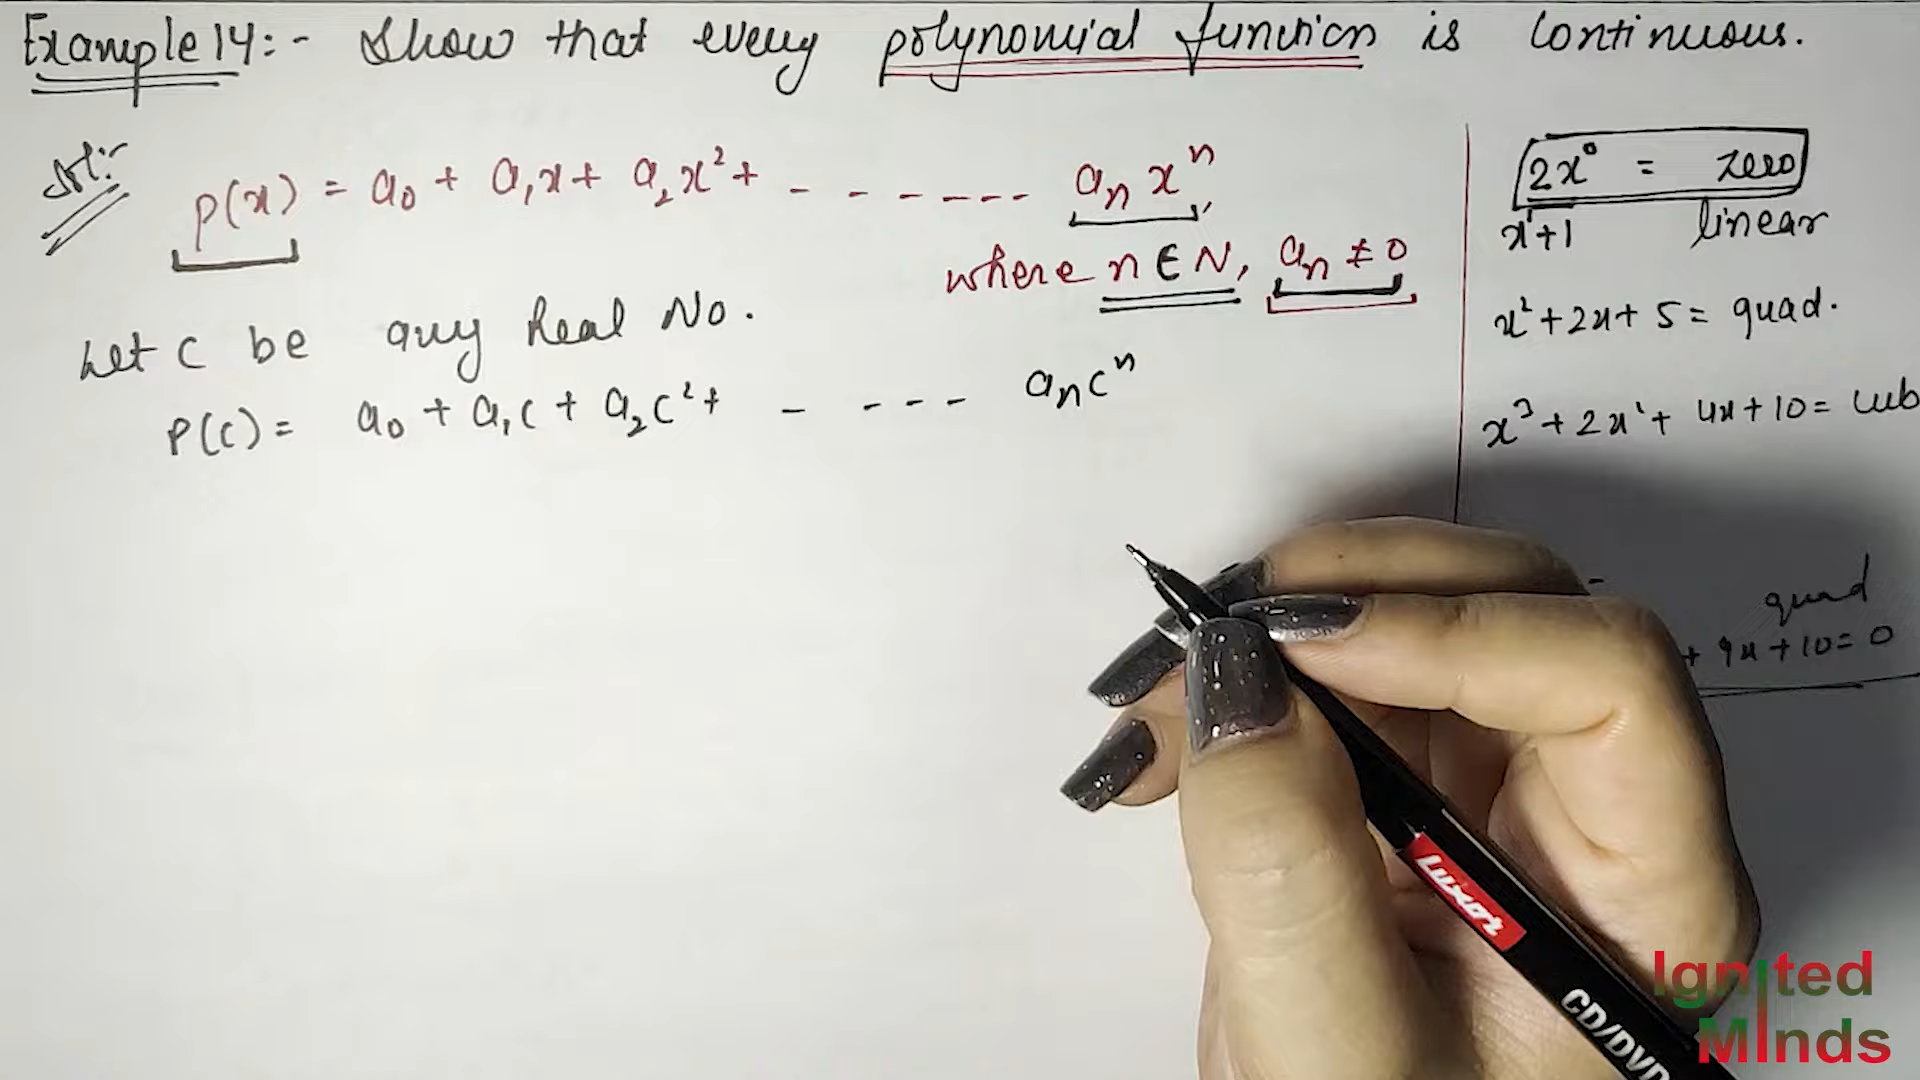 Example 14:- Show that every polynomial function is continuous.
Sol:-
p(x) = a₀ + a₁x + a₂x² + - - - - - - aₙxⁿ,
where n ∈ N, aₙ ≠ 0
Let c be any Real No.
P(c) = a₀ + a₁c + a₂c² + - - - - aₙcⁿ
2x⁰ = zero
x¹+1 linear
x²+2x+5 = quad.
x³+2x¹+4x+10 = cub
quad
+ 9x+10=0
Luxor
CD/DVD
Ignited
Minds